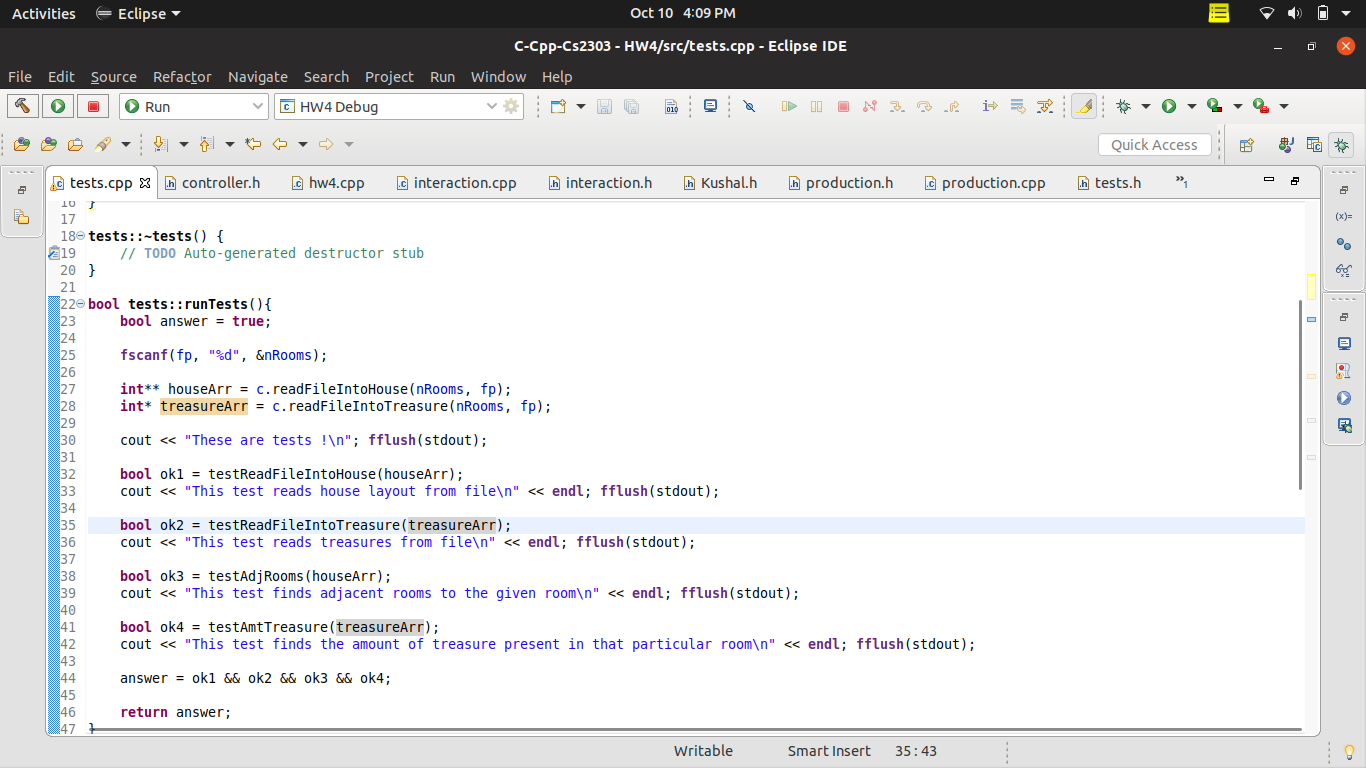 Activities Eclipse Oct 10 4:09 PM
C-Cpp-Cs2303 - HW4/src/tests.cpp - Eclipse IDE
File Edit Source Refactor Navigate Search Project Run Window Help
Run HW4 Debug
Quick Access
tests.cpp controller.h hw4.cpp interaction.cpp interaction.h Kushal.h production.h production.cpp tests.h »1
16 }
17
18 tests::~tests() {
19     // TODO Auto-generated destructor stub
20 }
21
22 bool tests::runTests(){
23     bool answer = true;
24
25     fscanf(fp, "%d", &nRooms);
26
27     int** houseArr = c.readFileIntoHouse(nRooms, fp);
28     int* treasureArr = c.readFileIntoTreasure(nRooms, fp);
29
30     cout << "These are tests !\n"; fflush(stdout);
31
32     bool ok1 = testReadFileIntoHouse(houseArr);
33     cout << "This test reads house layout from file\n" << endl; fflush(stdout);
34
35     bool ok2 = testReadFileIntoTreasure(treasureArr);
36     cout << "This test reads treasures from file\n" << endl; fflush(stdout);
37
38     bool ok3 = testAdjRooms(houseArr);
39     cout << "This test finds adjacent rooms to the given room\n" << endl; fflush(stdout);
40
41     bool ok4 = testAmtTreasure(treasureArr);
42     cout << "This test finds the amount of treasure present in that particular room\n" << endl; fflush(stdout);
43
44     answer = ok1 && ok2 && ok3 && ok4;
45
46     return answer;
47 }
Writable Smart Insert 35 : 43